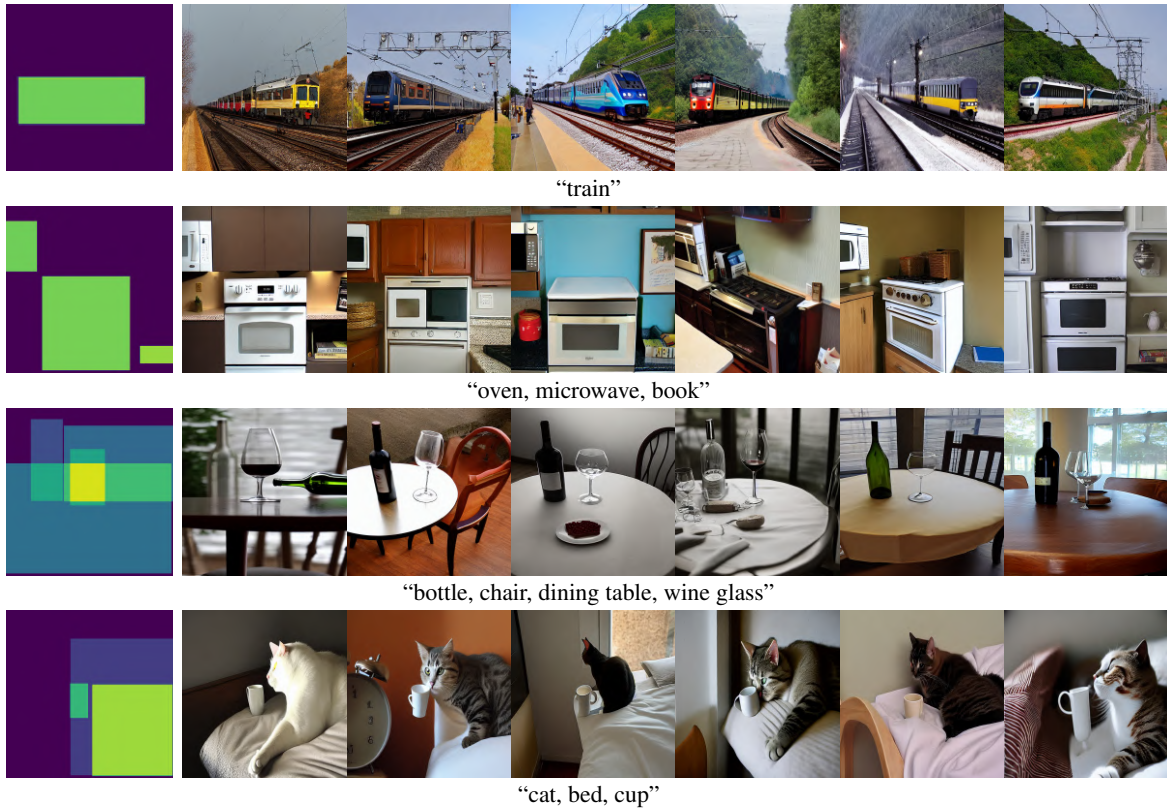 “train”
“oven, microwave, book”
“bottle, chair, dining table, wine glass”
“cat, bed, cup”